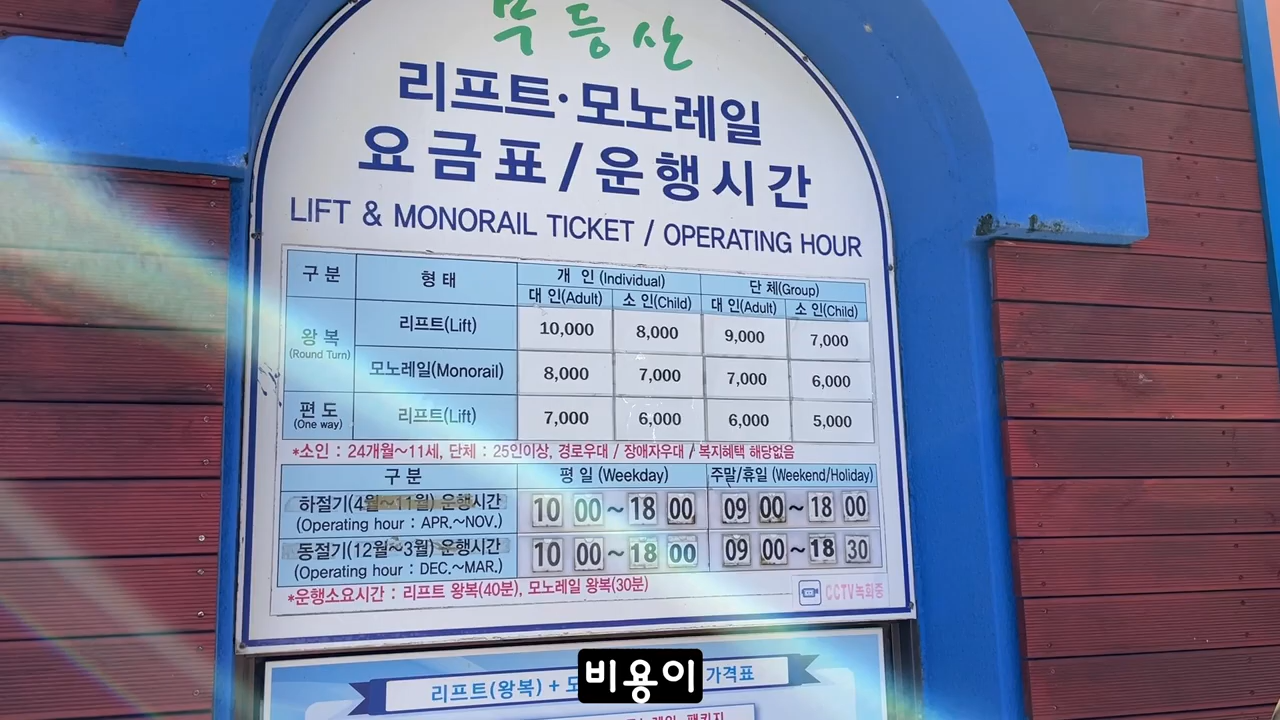 무등산
리프트·모노레일
요금표/운행시간
LIFT & MONORAIL TICKET / OPERATING HOUR
구분 형태 개 인 (Individual) 단 체(Group)
대 인(Adult) 소 인(Child) 대 인(Adult) 소 인(Child)
왕 복 (Round Turn) 리프트(Lift) 10,000 8,000 9,000 7,000
모노레일(Monorail) 8,000 7,000 7,000 6,000
편 도 (One way) 리프트(Lift) 7,000 6,000 6,000 5,000
*소인 : 24개월~11세, 단체 : 25인이상, 경로우대 / 장애자우대 / 복지혜택 해당없음
구 분 평 일 (Weekday) 주말/휴일 (Weekend/Holiday)
하절기(4월~11월) 운행시간 10 00 ~ 18 00 09 00 ~ 18 00
(Operating hour : APR.~NOV.)
동절기(12월~3월) 운행시간 10 00 ~ 18 00 09 00 ~ 18 30
(Operating hour : DEC.~MAR.)
*운행소요시간 : 리프트 왕복(40분), 모노레일 왕복(30분)
CCTV녹화중
리프트(왕복) + 가격표
비용이
패키지